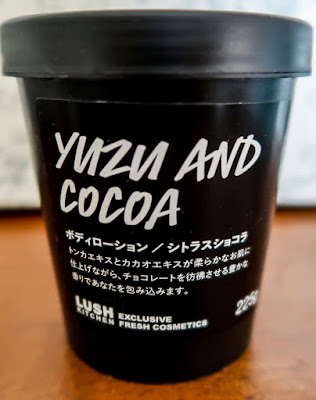 YUZU AND
COCOA
ボディローション / シトラスショコラ
トンカエキスとカカオエキスが柔らかなお肌に
仕上げながら、チョコレートを彷彿させる豊かな
香りであなたを包み込みます。
LUSH EXCLUSIVE
KITCHEN FRESH COSMETICS
225g